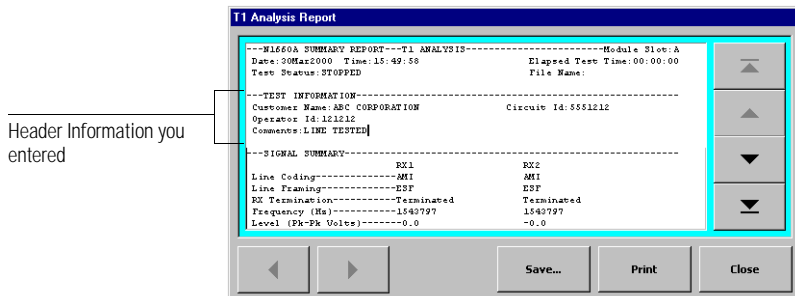 T1 Analysis Report
---N1660A SUMMARY REPORT---T1 ANALYSIS------------------------------Module Slot:A
Date:30Mar2000 Time:15:49:58 Elapsed Test Time:00:00:00
Test Status:STOPPED File Name:
---TEST INFORMATION----------------------------------------------------------
Customer Name:ABC CORPORATION Circuit Id:5551212
Operator Id:121212
Comments:LINE TESTED
---SIGNAL SUMMARY------------------------------------------------------------
RX1 RX2
Line Coding---------------AMI AMI
Line Framing--------------ESF ESF
RX Termination------------Terminated Terminated
Frequency (Hz)------------1543797 1543797
Level (Pk-Pk Volts)-------0.0 -0.0
Header Information you
entered
Save...
Print
Close